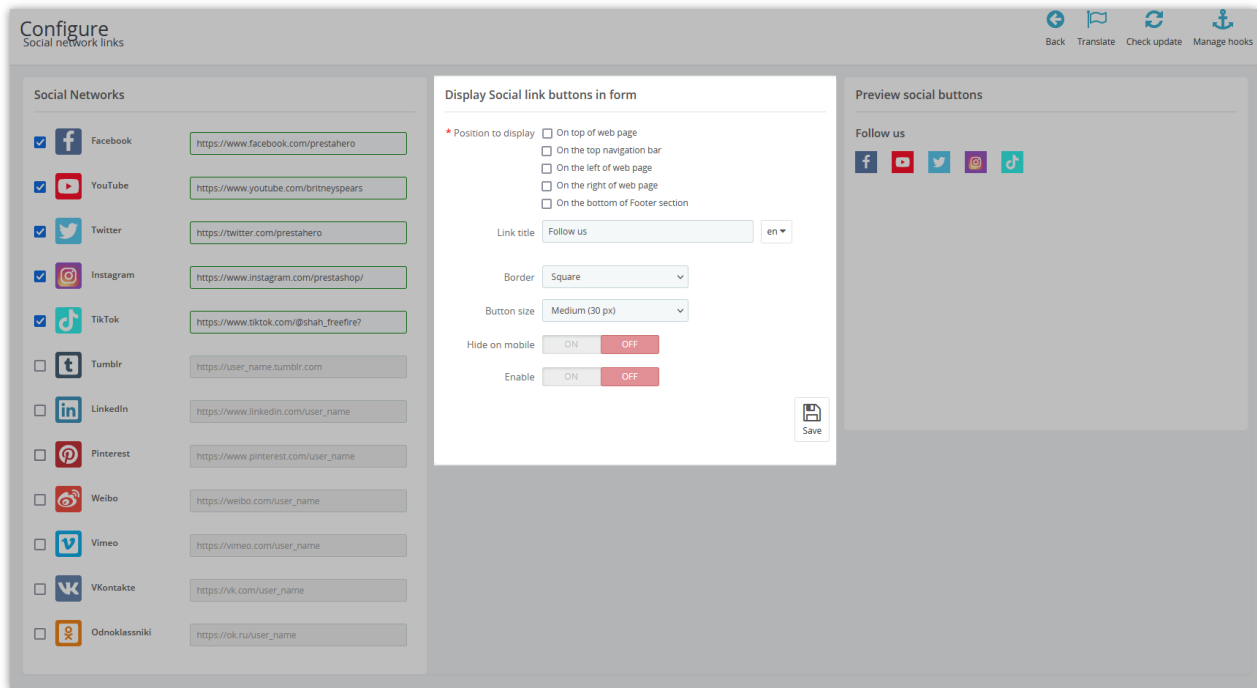 Configure
Social network links
Back
Translate
Check update
Manage hooks
Social Networks
Facebook
https://www.facebook.com/prestahero
YouTube
https://www.youtube.com/britneyspears
Twitter
https://twitter.com/prestahero
Instagram
https://www.instagram.com/prestashop/
TikTok
https://www.tiktok.com/@shah_freefire?
Tumblr
https://user_name.tumblr.com
LinkedIn
https://www.linkedin.com/user_name
Pinterest
https://www.pinterest.com/user_name
Weibo
https://weibo.com/user_name
Vimeo
https://vimeo.com/user_name
VKontakte
https://vk.com/user_name
Odnoklassniki
https://ok.ru/user_name
Display Social link buttons in form
* Position to display
On top of web page
On the top navigation bar
On the left of web page
On the right of web page
On the bottom of Footer section
Link title
Follow us
en
Border
Square
Button size
Medium (30 px)
Hide on mobile
ON
OFF
Enable
ON
OFF
Save
Preview social buttons
Follow us